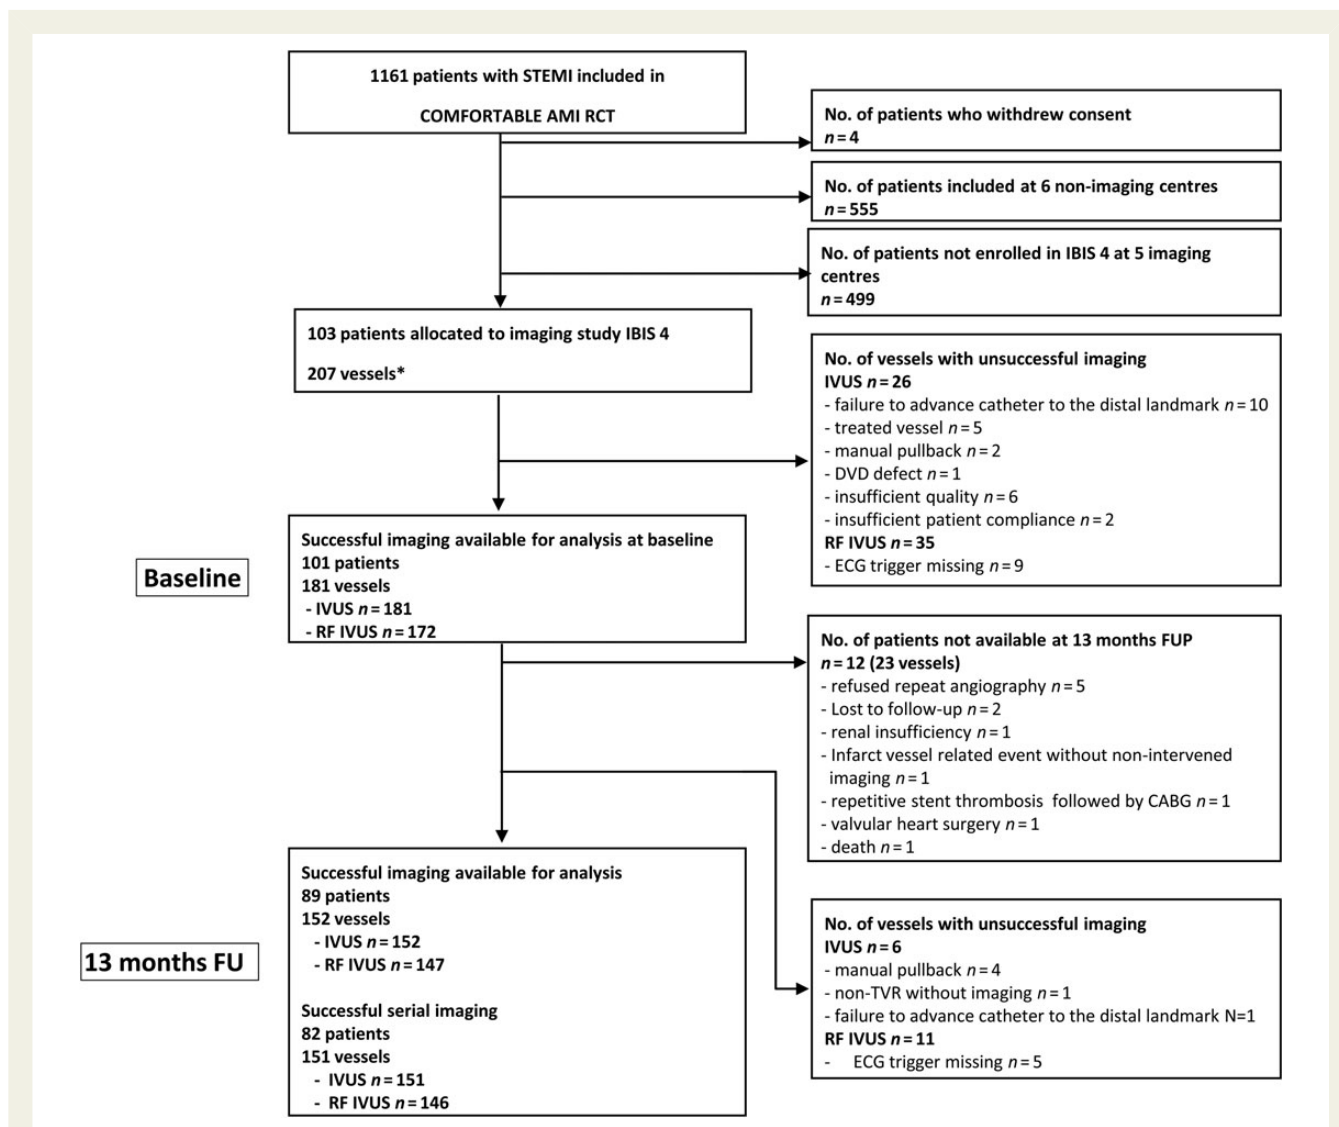 1161 patients with STEMI included in
COMFORTABLE AMI RCT
No. of patients who withdrew consent
n = 4
No. of patients included at 6 non-imaging centres
n = 555
No. of patients not enrolled in IBIS 4 at 5 imaging
centres
n = 499
103 patients allocated to imaging study IBIS 4
207 vessels*
No. of vessels with unsuccessful imaging
IVUS n = 26
- failure to advance catheter to the distal landmark n = 10
- treated vessel n = 5
- manual pullback n = 2
- DVD defect n = 1
- insufficient quality n = 6
- insufficient patient compliance n = 2
RF IVUS n = 35
- ECG trigger missing n = 9
Baseline
Successful imaging available for analysis at baseline
101 patients
181 vessels
- IVUS n = 181
- RF IVUS n = 172
No. of patients not available at 13 months FUP
n = 12 (23 vessels)
- refused repeat angiography n = 5
- Lost to follow-up n = 2
- renal insufficiency n = 1
- Infarct vessel related event without non-intervened
imaging n = 1
- repetitive stent thrombosis followed by CABG n = 1
- valvular heart surgery n = 1
- death n = 1
13 months FU
Successful imaging available for analysis
89 patients
152 vessels
- IVUS n = 152
- RF IVUS n = 147
Successful serial imaging
82 patients
151 vessels
- IVUS n = 151
- RF IVUS n = 146
No. of vessels with unsuccessful imaging
IVUS n = 6
- manual pullback n = 4
- non-TVR without imaging n = 1
- failure to advance catheter to the distal landmark N=1
RF IVUS n = 11
- ECG trigger missing n = 5